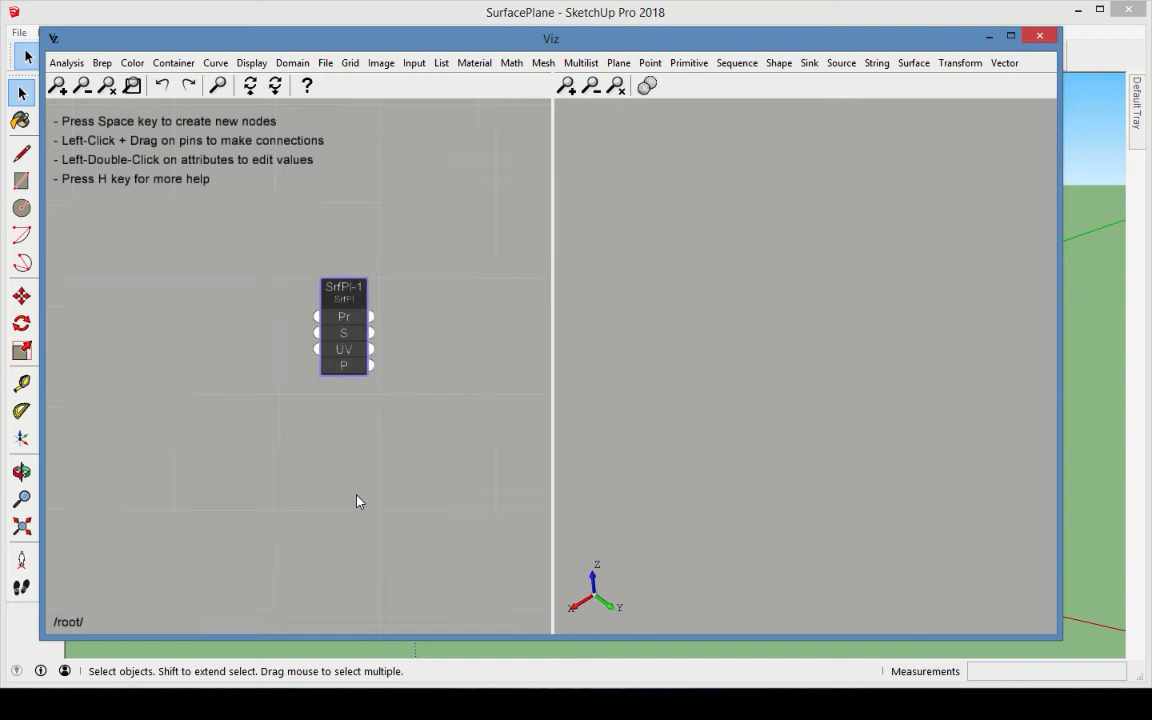 SurfacePlane - SketchUp Pro 2018
File
Viz
Analysis Brep Color Container Curve Display Domain File Grid Image Input List Material Math Mesh Multilist Plane Point Primitive Sequence Shape Sink Source String Surface Transform Vector
- Press Space key to create new nodes
- Left-Click + Drag on pins to make connections
- Left-Double-Click on attributes to edit values
- Press H key for more help
SrfPl-1
SrfPl
Pr
S
UV
P
Z
X
Y
/root/
Default Tray
Select objects. Shift to extend select. Drag mouse to select multiple.
Measurements